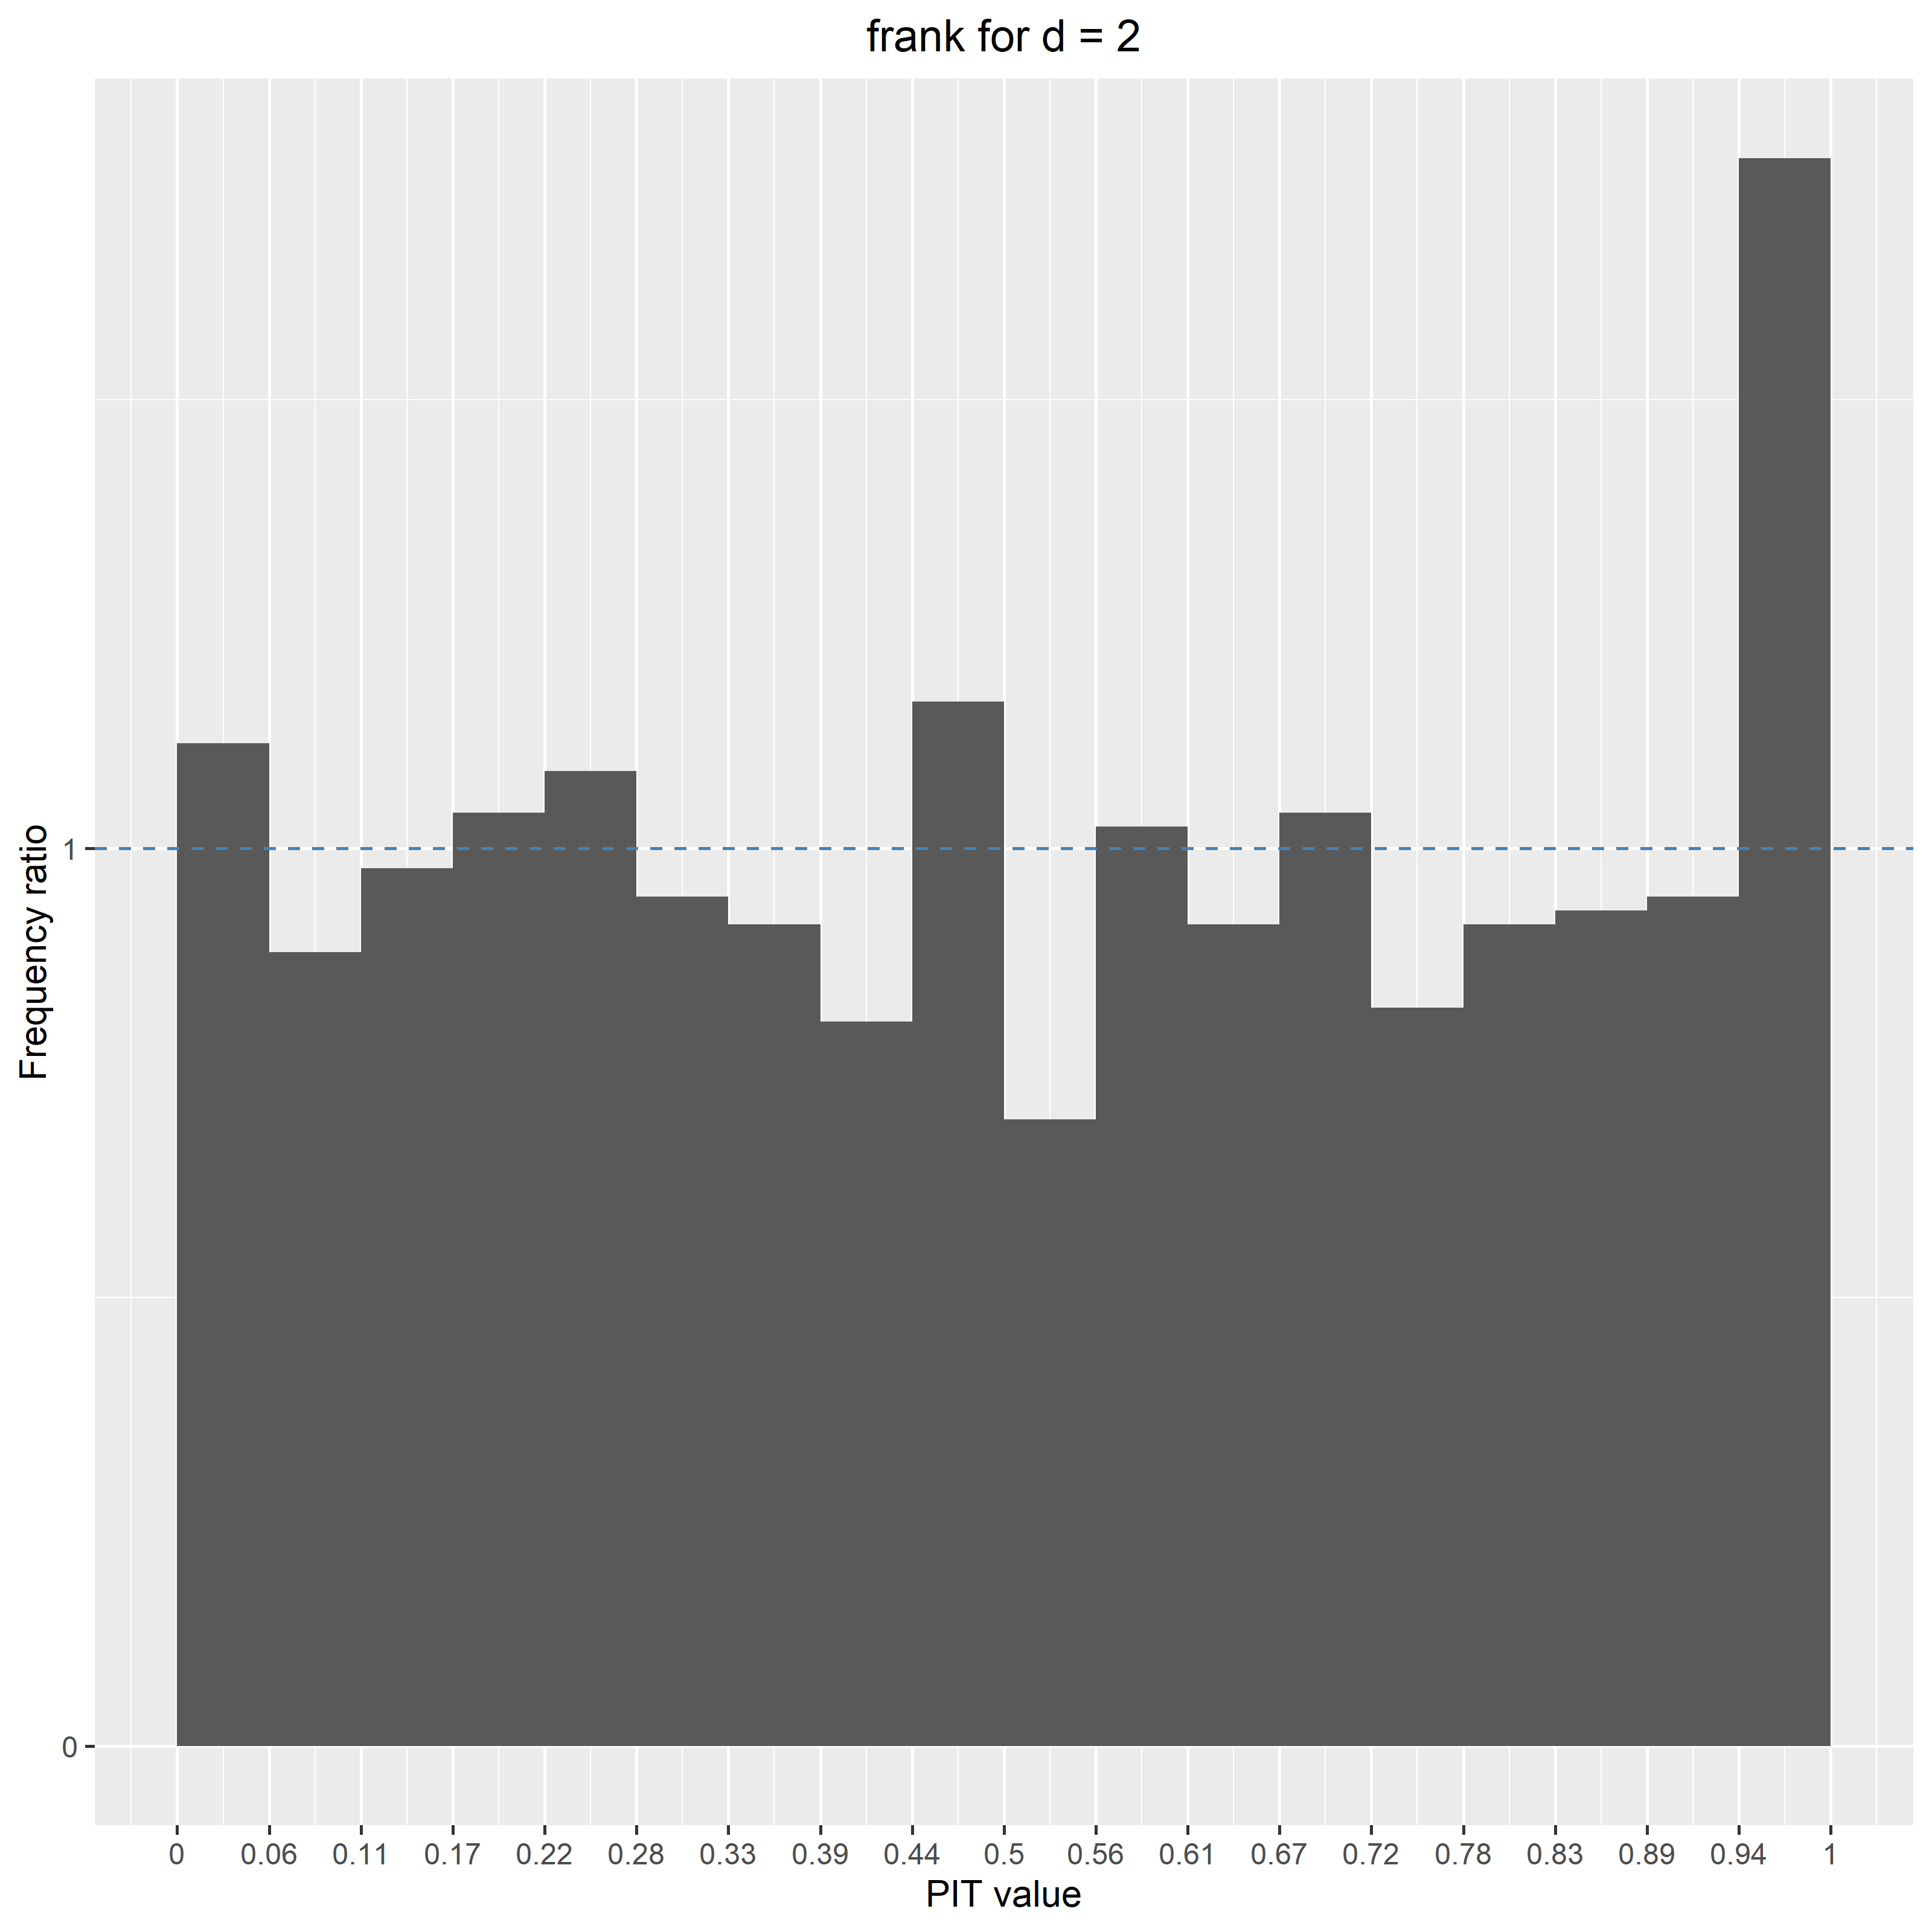 frank for d = 2
Frequency ratio
1
0
0 0.06 0.11 0.17 0.22 0.28 0.33 0.39 0.44 0.5 0.56 0.61 0.67 0.72 0.78 0.83 0.89 0.94 1
PIT value